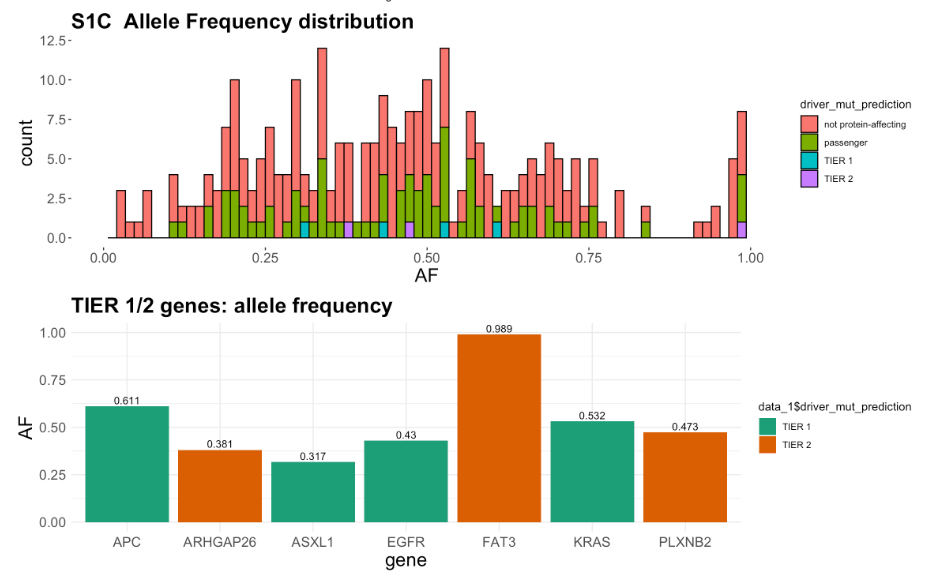 S1C  Allele Frequency distribution
12.5
10.0
7.5
5.0
2.5
0.0
count
0.00 0.25 0.50 0.75 1.00
AF
driver_mut_prediction
not protein-affecting
passenger
TIER 1
TIER 2
TIER 1/2 genes: allele frequency
1.00
0.75
0.50
0.25
0.00
AF
0.611 0.381 0.317 0.43 0.989 0.532 0.473
APC ARHGAP26 ASXL1 EGFR FAT3 KRAS PLXNB2
gene
data_1$driver_mut_prediction
TIER 1
TIER 2